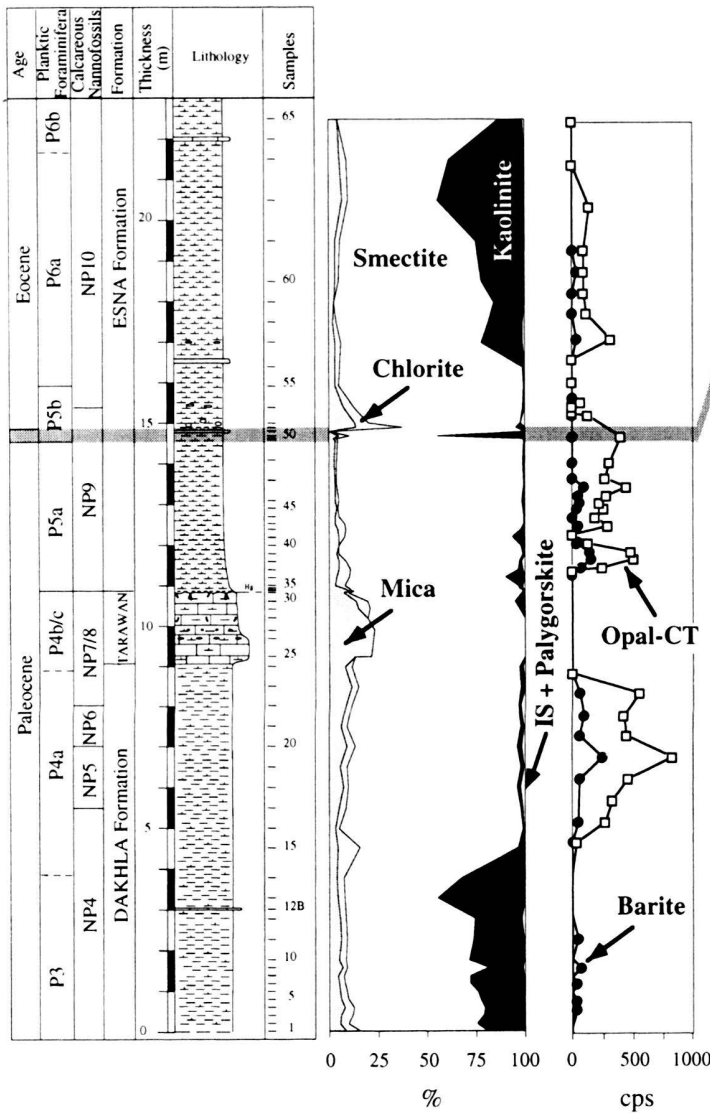 Age
Planktic Foraminifera
Calcareous Nannofossils
Formation
Thickness (m)
Lithology
Samples
Eocene
Paleocene
P6b
P6a
P5b
P5a
P4b/c
P4a
P3
NP10
NP9
NP7/8
NP6
NP5
NP4
ESNA Formation
TARAWAN
DAKHLA Formation
20
15
10
5
0
Hg
65
60
55
50
45
40
35
30
25
20
15
12B
10
5
1
Smectite
Kaolinite
Chlorite
Mica
IS + Palygorskite
Opal-CT
Barite
0 25 50 75 100
%
0 500 1000
cps